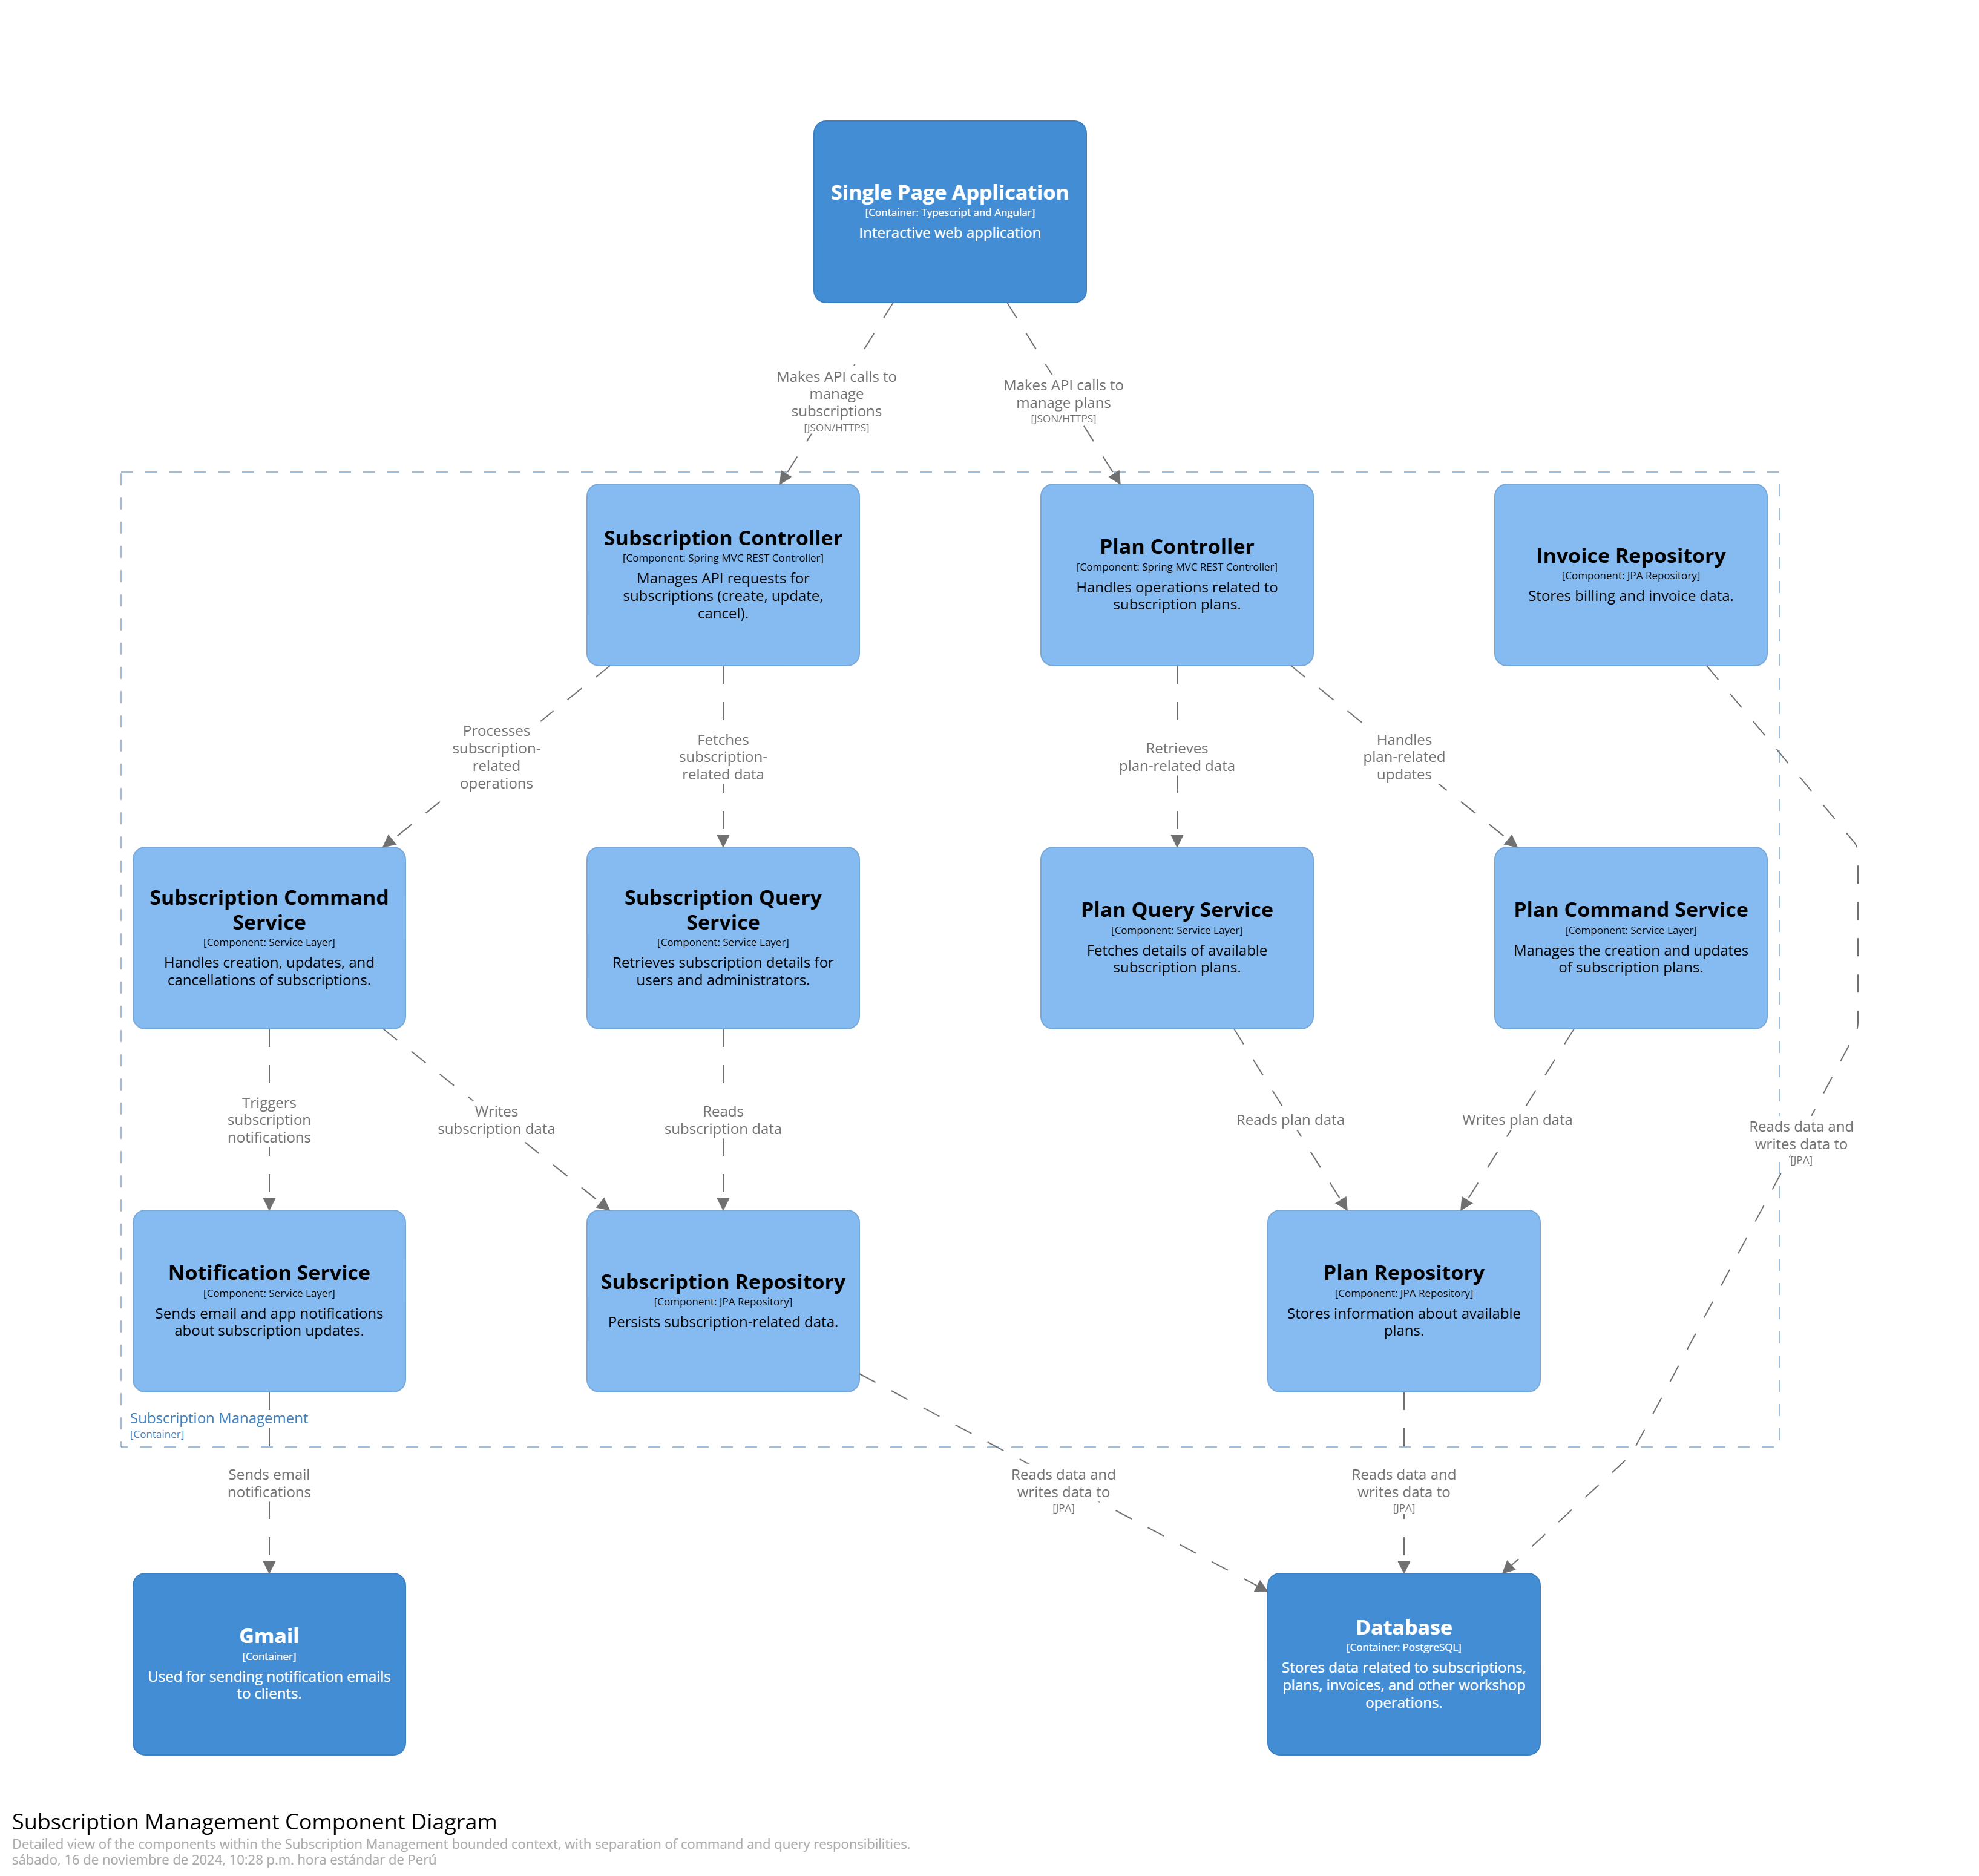 Single Page Application
[Container: Typescript and Angular]
Interactive web application
Makes API calls to
manage
subscriptions
[JSON/HTTPS]
Makes API calls to
manage plans
[JSON/HTTPS]
Subscription Controller
[Component: Spring MVC REST Controller]
Manages API requests for
subscriptions (create, update,
cancel).
Plan Controller
[Component: Spring MVC REST Controller]
Handles operations related to
subscription plans.
Invoice Repository
[Component: JPA Repository]
Stores billing and invoice data.
Processes
subscription-
related
operations
Fetches
subscription-
related data
Retrieves
plan-related data
Handles
plan-related
updates
Subscription Command
Service
[Component: Service Layer]
Handles creation, updates, and
cancellations of subscriptions.
Subscription Query
Service
[Component: Service Layer]
Retrieves subscription details for
users and administrators.
Plan Query Service
[Component: Service Layer]
Fetches details of available
subscription plans.
Plan Command Service
[Component: Service Layer]
Manages the creation and updates
of subscription plans.
Triggers
subscription
notifications
Writes
subscription data
Reads
subscription data
Reads plan data
Writes plan data
Reads data and
writes data to
[JPA]
Notification Service
[Component: Service Layer]
Sends email and app notifications
about subscription updates.
Subscription Repository
[Component: JPA Repository]
Persists subscription-related data.
Plan Repository
[Component: JPA Repository]
Stores information about available
plans.
Subscription Management
[Container]
Sends email
notifications
Reads data and
writes data to
[JPA]
Reads data and
writes data to
[JPA]
Gmail
[Container]
Used for sending notification emails
to clients.
Database
[Container: PostgreSQL]
Stores data related to subscriptions,
plans, invoices, and other workshop
operations.
Subscription Management Component Diagram
Detailed view of the components within the Subscription Management bounded context, with separation of command and query responsibilities.
sábado, 16 de noviembre de 2024, 10:28 p.m. hora estándar de Perú